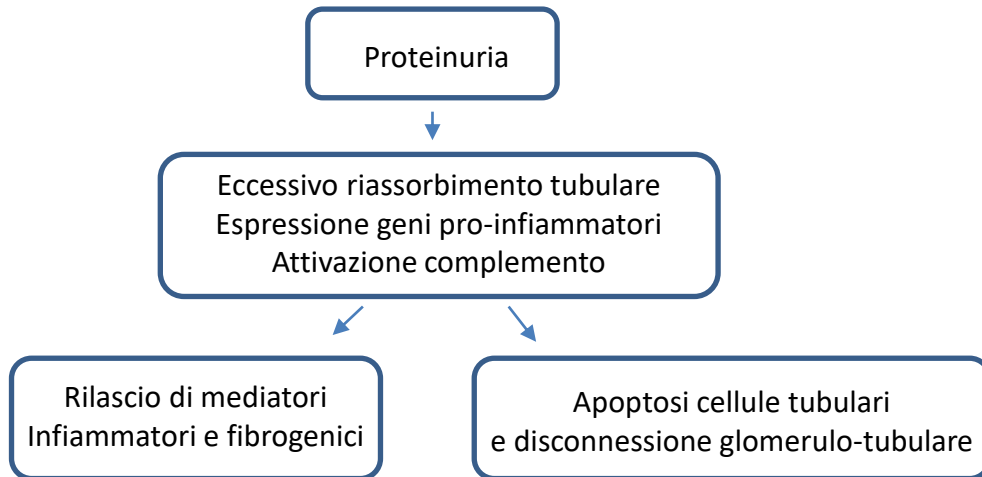 Proteinuria
Eccessivo riassorbimento tubulare
Espressione geni pro-infiammatori
Attivazione complemento
Rilascio di mediatori
Infiammatori e fibrogenici
Apoptosi cellule tubulari
e disconnessione glomerulo-tubulare